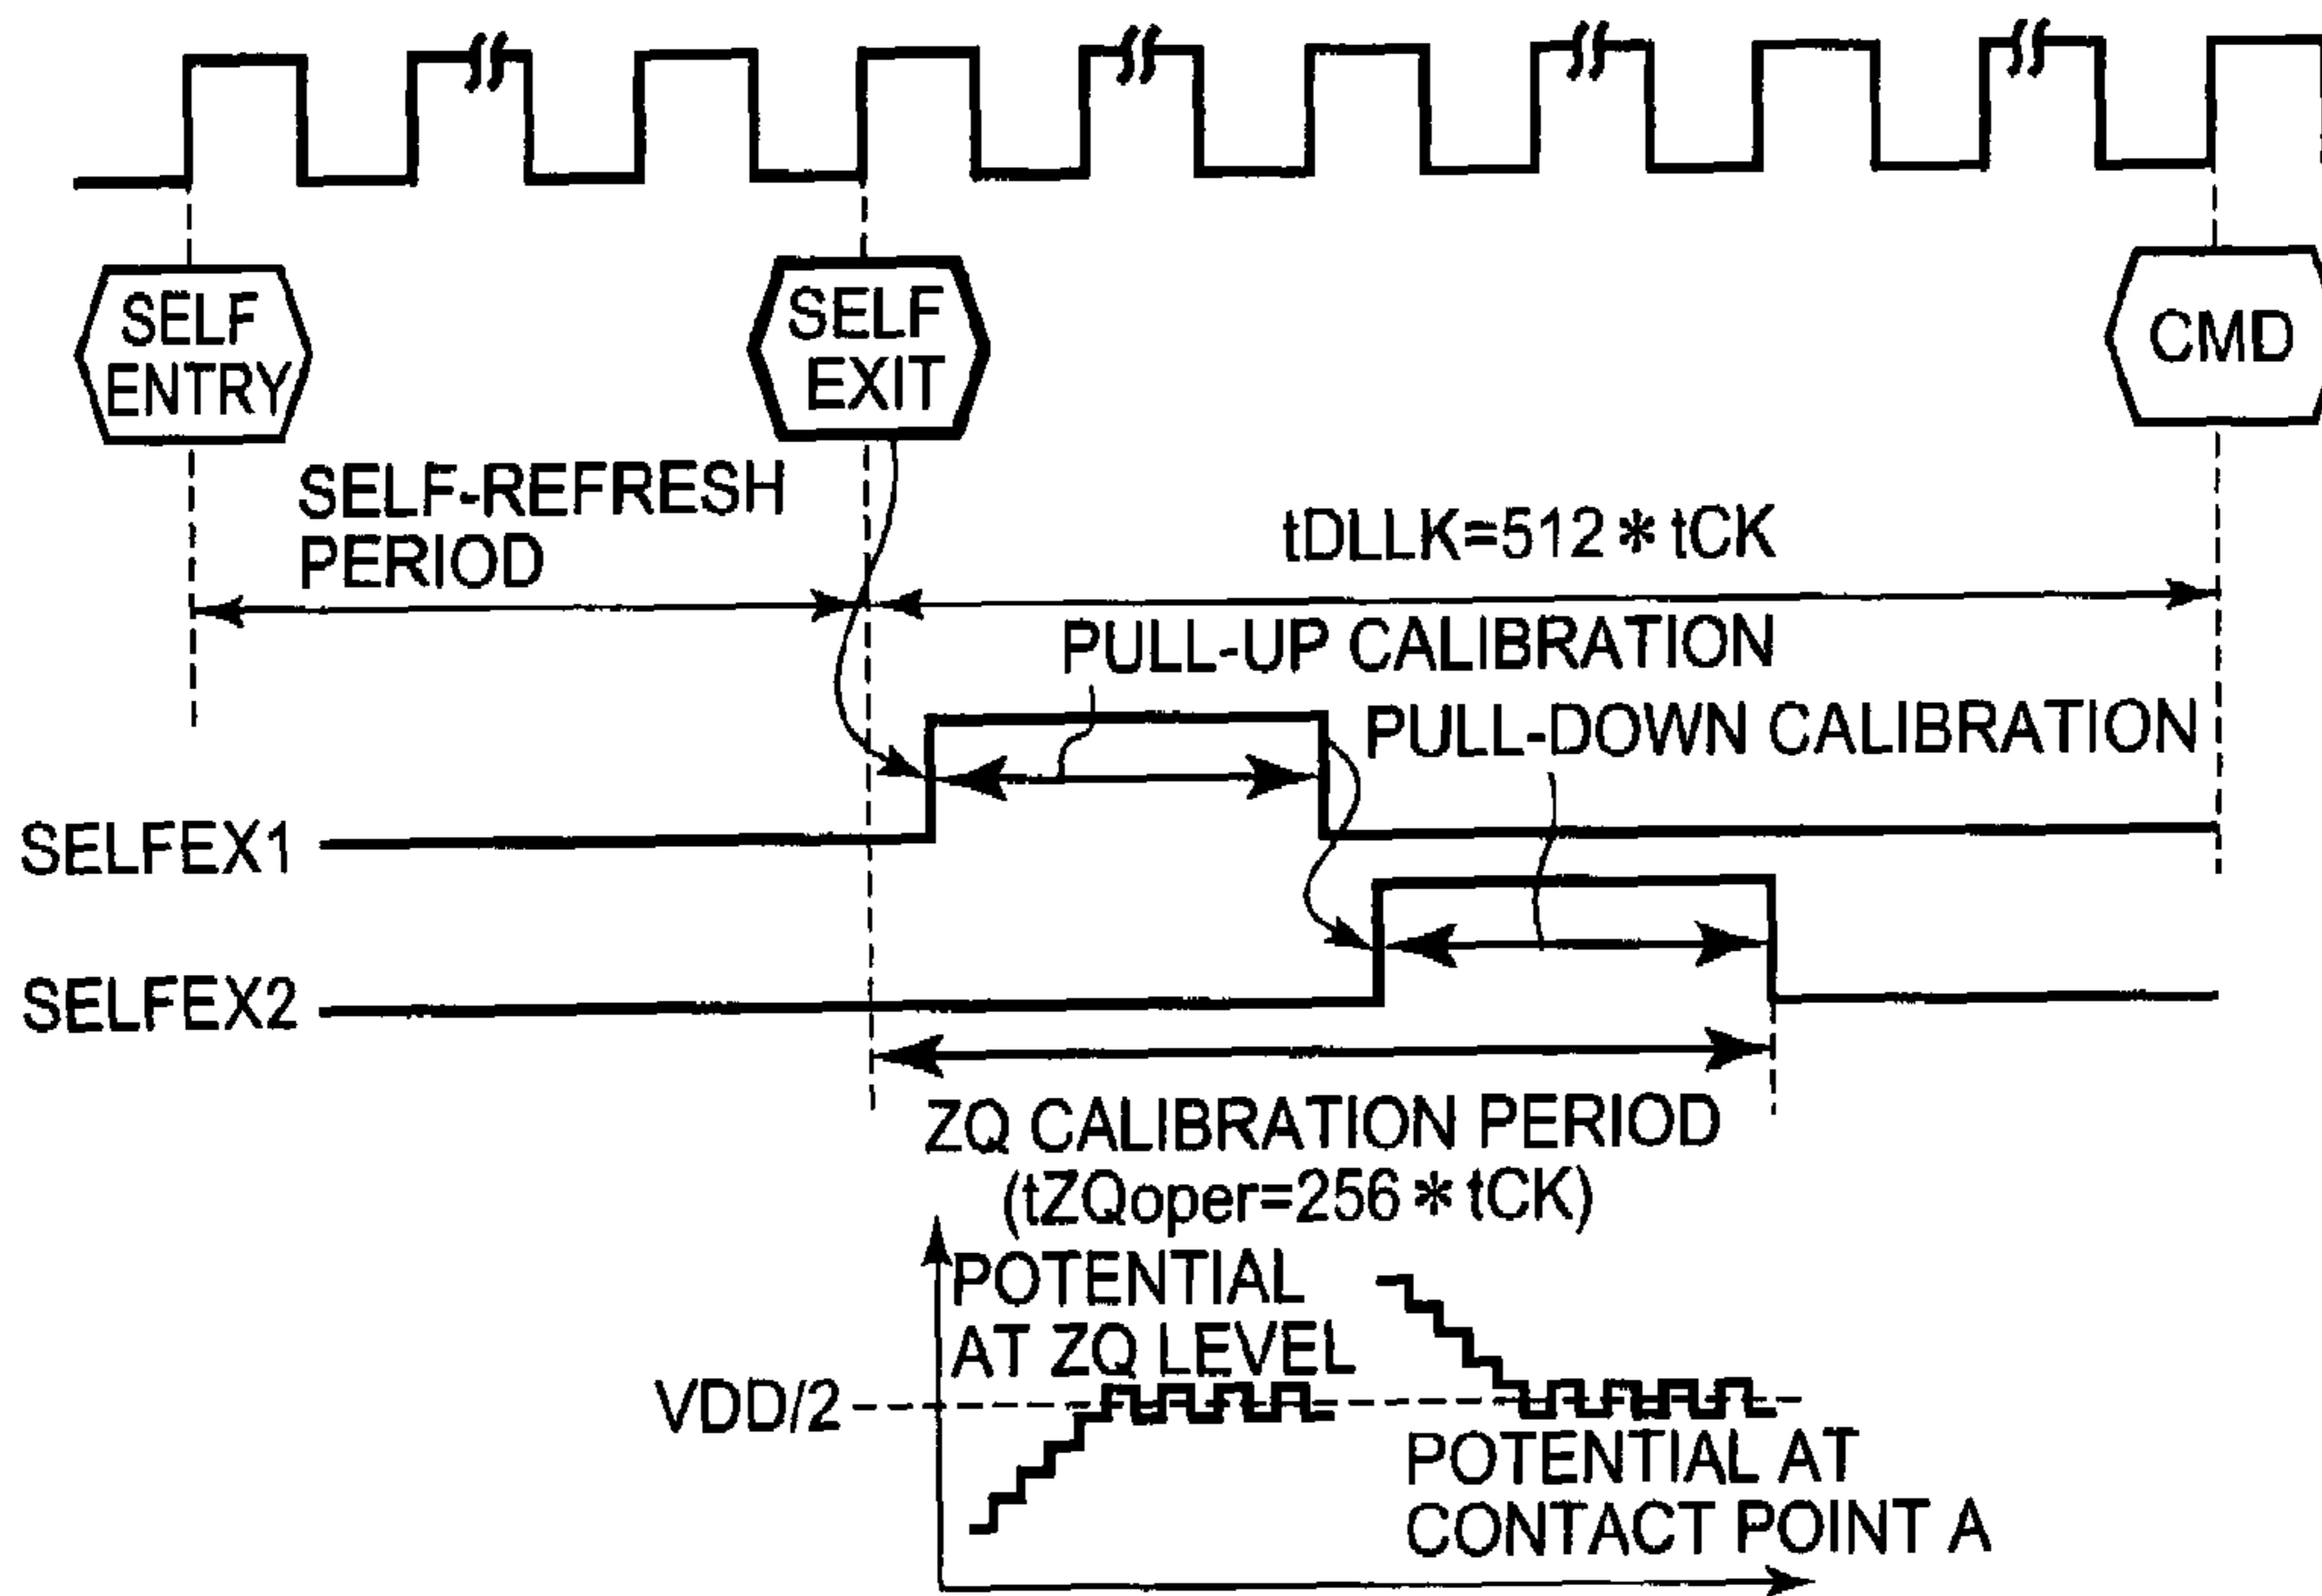 SELF
ENTRY
SELF
EXIT
CMD
SELF-REFRESH
PERIOD
tDLLK=512＊tCK
PULL-UP CALIBRATION
PULL-DOWN CALIBRATION
SELFEX1
SELFEX2
ZQ CALIBRATION PERIOD
(tZQoper=256＊tCK)
POTENTIAL
AT ZQ LEVEL
VDD/2
POTENTIAL AT
CONTACT POINT A